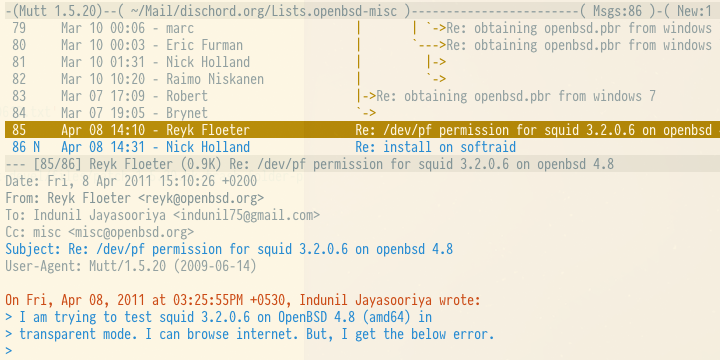 -(Mutt 1.5.20)--( ~/Mail/dischord.org/Lists.openbsd-misc )-----------------------( Msgs:86 )-( New:1
79     Mar 10 00:06 - marc                 |       | `->Re: obtaining openbsd.pbr from windows
80     Mar 10 00:03 - Eric Furman          |       `--->Re: obtaining openbsd.pbr from windows
81     Mar 10 01:31 - Nick Holland         |         |->
82     Mar 10 10:20 - Raimo Niskanen       |         `->
83     Mar 07 17:09 - Robert               |->Re: obtaining openbsd.pbr from windows 7
84     Mar 07 19:05 - Brynet               `->
85     Apr 08 14:10 - Reyk Floeter         Re: /dev/pf permission for squid 3.2.0.6 on openbsd
86 N   Apr 08 14:31 - Nick Holland         Re: install on softraid
--- [85/86] Reyk Floeter (0.9K) Re: /dev/pf permission for squid 3.2.0.6 on openbsd 4.8
Date: Fri, 8 Apr 2011 15:10:26 +0200
From: Reyk Floeter <reyk@openbsd.org>
To: Indunil Jayasooriya <indunil75@gmail.com>
Cc: misc <misc@openbsd.org>
Subject: Re: /dev/pf permission for squid 3.2.0.6 on openbsd 4.8
User-Agent: Mutt/1.5.20 (2009-06-14)
On Fri, Apr 08, 2011 at 03:25:55PM +0530, Indunil Jayasooriya wrote:
> I am trying to test squid 3.2.0.6 on OpenBSD 4.8 (amd64) in
> transparent mode. I can browse internet. But, I get the below error.
>